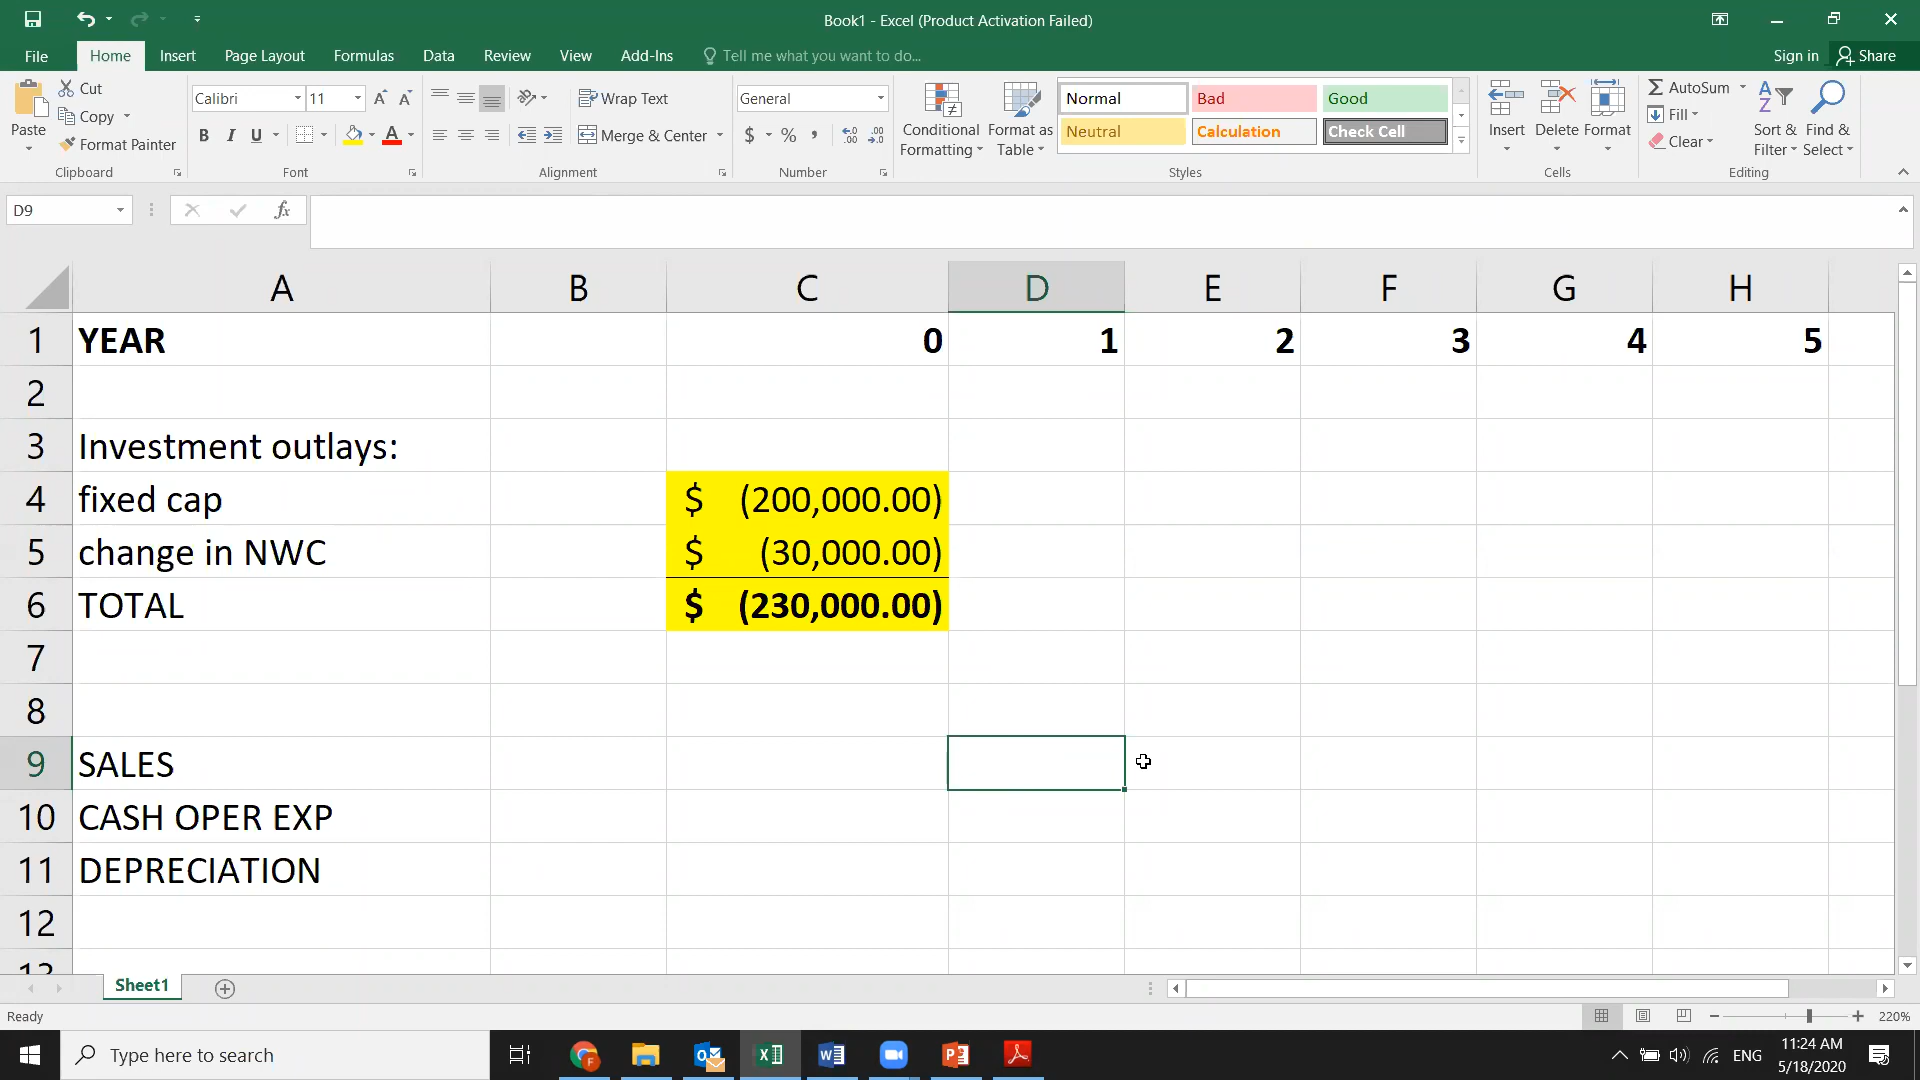 Book1 - Excel (Product Activation Failed)
File Home Insert Page Layout Formulas Data Review View Add-Ins Tell me what you want to do... Sign in Share
Paste
Cut
Copy
Format Painter
Clipboard
Calibri 11
B I U
Font
Wrap Text
Merge & Center
Alignment
General
$ % ,
Number
Conditional Formatting
Format as Table
Normal Bad Good
Neutral Calculation Check Cell
Styles
Insert Delete Format
Cells
AutoSum
Fill
Clear
Sort & Filter
Find & Select
Editing
D9 fx
A B C D E F G H
1 YEAR 0 1 2 3 4 5
2
3 Investment outlays:
4 fixed cap $ (200,000.00)
5 change in NWC $ (30,000.00)
6 TOTAL $ (230,000.00)
7
8
9 SALES
10 CASH OPER EXP
11 DEPRECIATION
12
13
Sheet1
Ready 220%
Type here to search
ENG
11:24 AM
5/18/2020